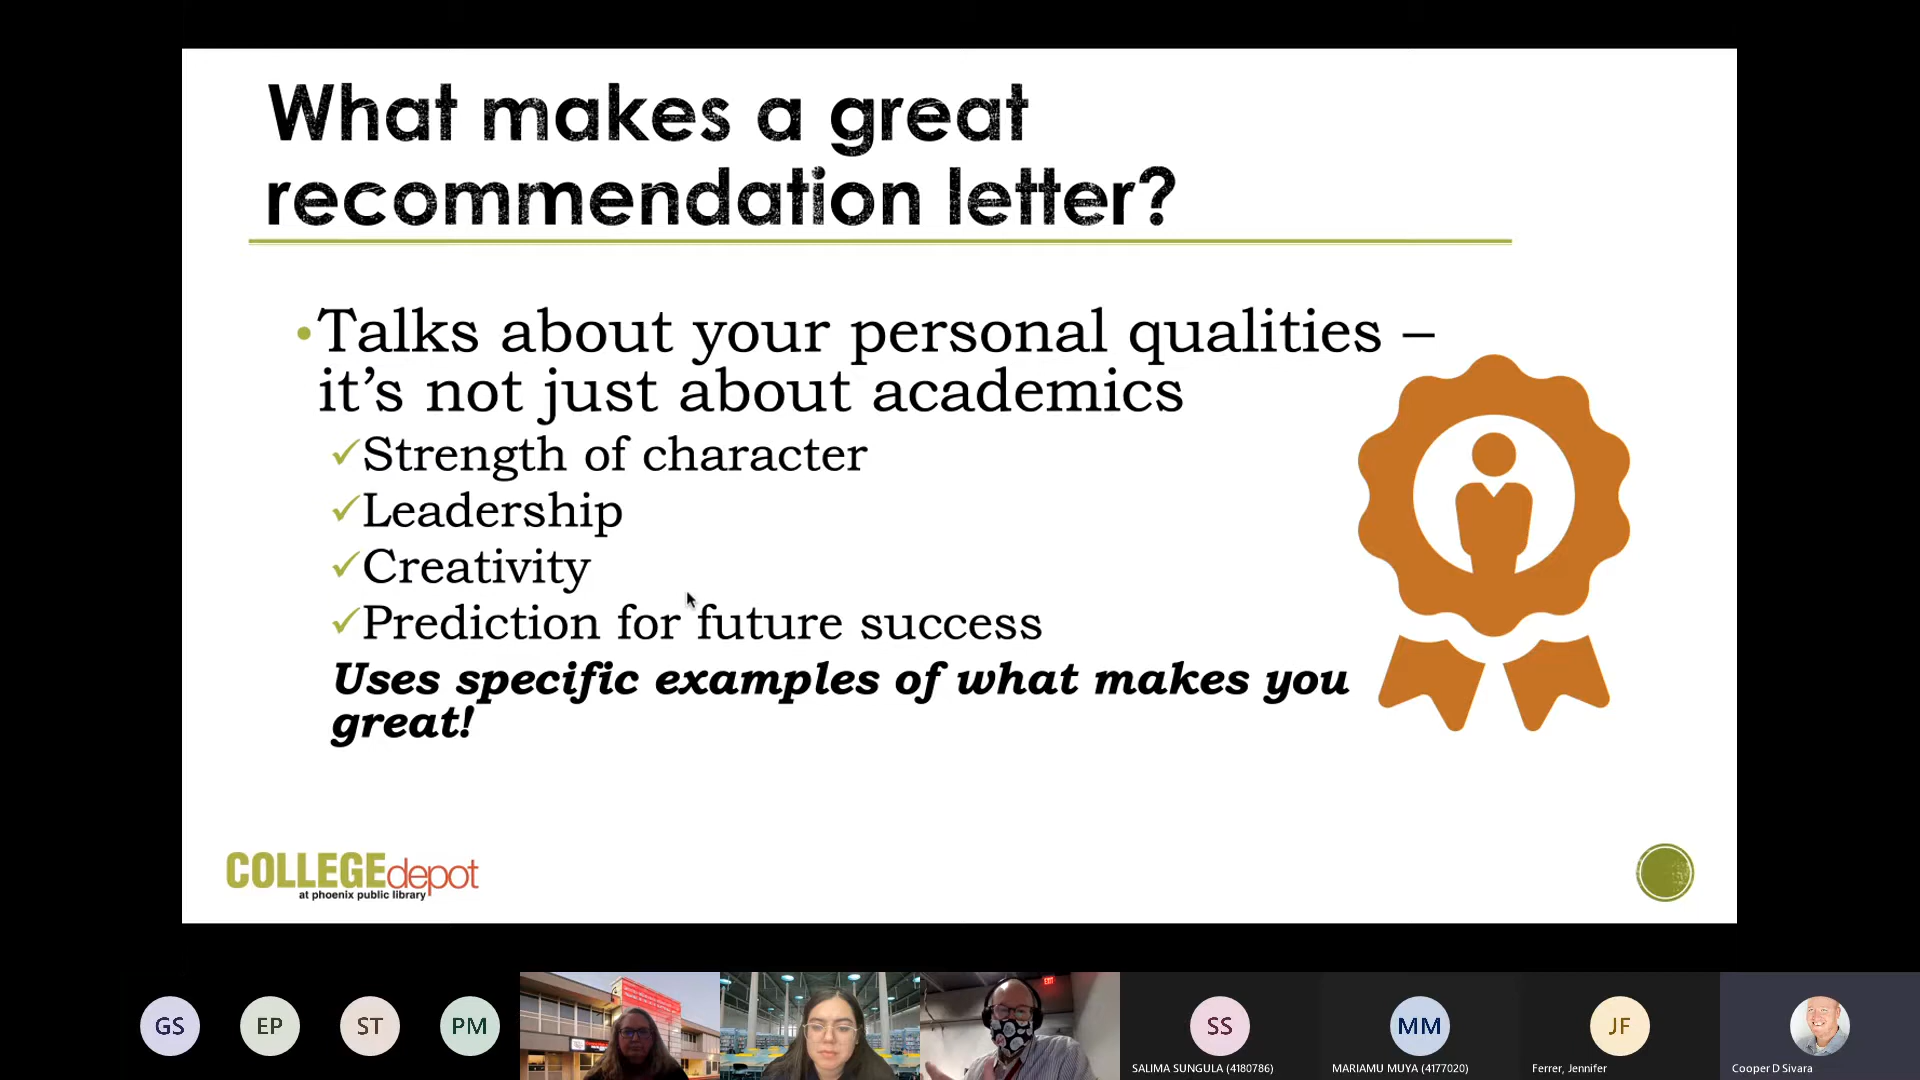 What makes a great
recommendation letter?
•Talks about your personal qualities –
it’s not just about academics
✓Strength of character
✓Leadership
✓Creativity
✓Prediction for future success
Uses specific examples of what makes you
great!
COLLEGEdepot
at phoenix public library
GS
EP
ST
PM
EXIT
SS
SALIMA SUNGULA (4180786)
MM
MARIAMU MUYA (4177020)
JF
Ferrer, Jennifer
Cooper D Sivara